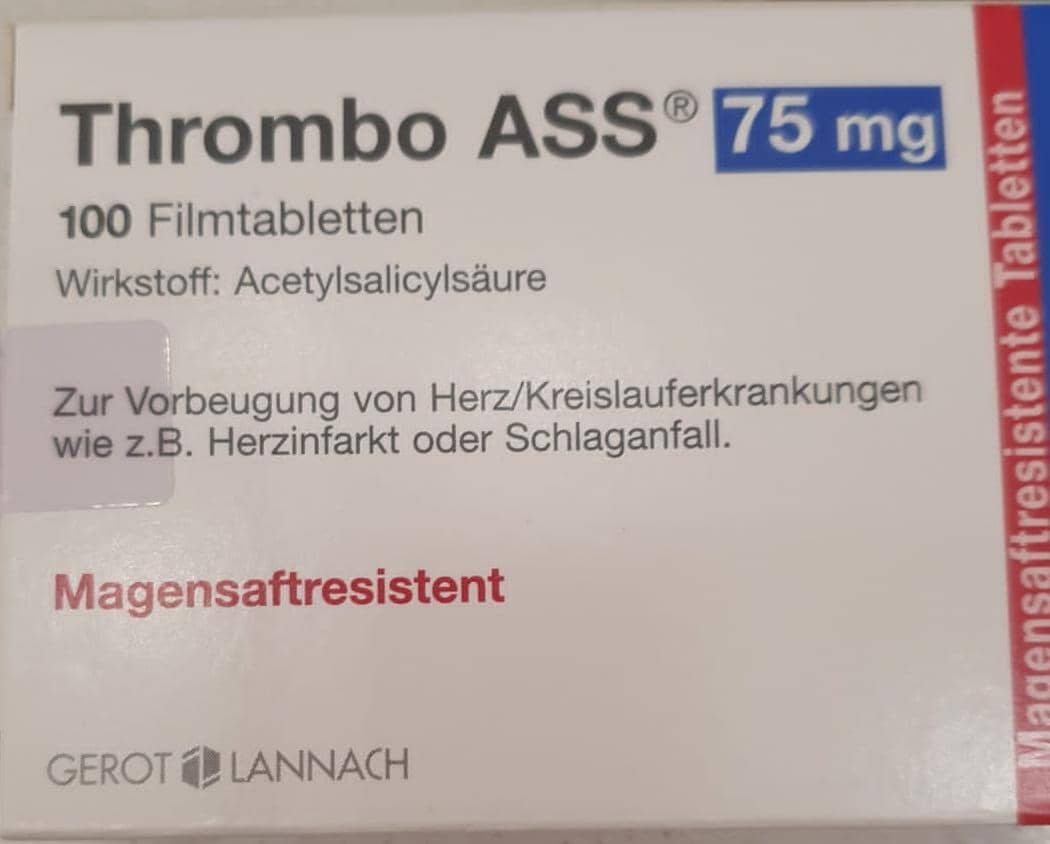 Thrombo ASS® 75 mg
100 Filmtabletten
Wirkstoff: Acetylsalicylsäure
Zur Vorbeugung von Herz/Kreislauferkrankungen
wie z.B. Herzinfarkt oder Schlaganfall.
Magensaftresistent
GEROT LANNACH
Magensaftresistente Tabletten